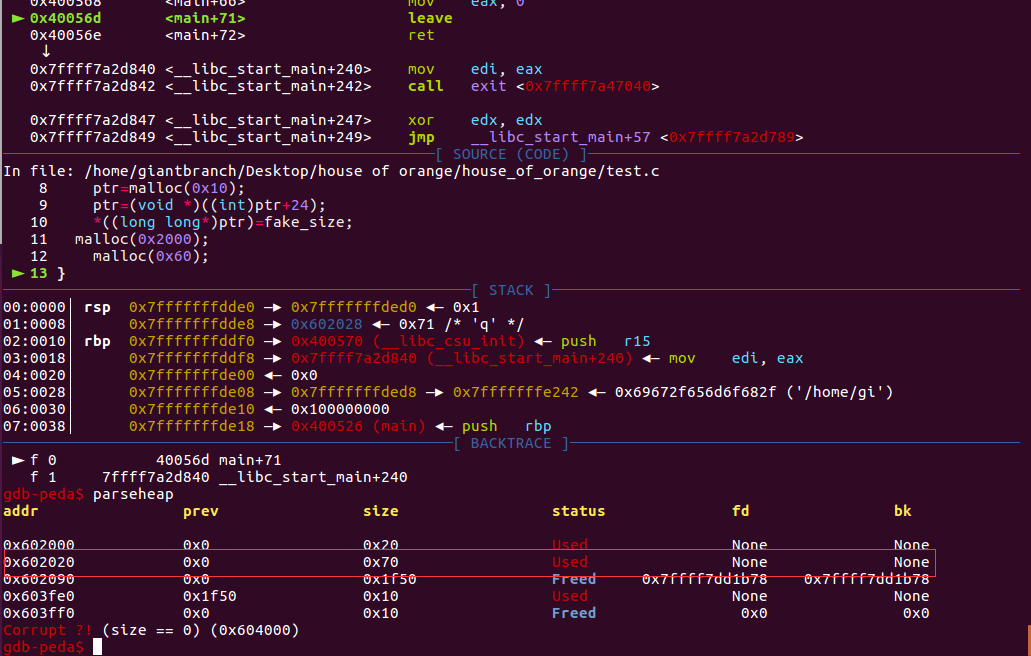 0x400568 <main+66> mov eax, 0
► 0x40056d <main+71> leave
0x40056e <main+72> ret
↓
0x7ffff7a2d840 <__libc_start_main+240> mov edi, eax
0x7ffff7a2d842 <__libc_start_main+242> call exit <0x7ffff7a47040>
0x7ffff7a2d847 <__libc_start_main+247> xor edx, edx
0x7ffff7a2d849 <__libc_start_main+249> jmp __libc_start_main+57 <0x7ffff7a2d789>
[ SOURCE (CODE) ]
In file: /home/giantbranch/Desktop/house of orange/house_of_orange/test.c
8 ptr=malloc(0x10);
9 ptr=(void *)((int)ptr+24);
10 *((long long*)ptr)=fake_size;
11 malloc(0x2000);
12 malloc(0x60);
► 13 }
[ STACK ]
00:0000│ rsp 0x7fffffffdde0 —► 0x7fffffffded0 ◄— 0x1
01:0008│ 0x7fffffffdde8 —► 0x602028 ◄— 0x71 /* 'q' */
02:0010│ rbp 0x7fffffffddf0 —► 0x400570 (__libc_csu_init) ◄— push r15
03:0018│ 0x7fffffffddf8 —► 0x7ffff7a2d840 (__libc_start_main+240) ◄— mov edi, eax
04:0020│ 0x7fffffffde00 ◄— 0x0
05:0028│ 0x7fffffffde08 —► 0x7fffffffded8 —► 0x7fffffffe242 ◄— 0x69672f656d6f682f ('/home/gi')
06:0030│ 0x7fffffffde10 ◄— 0x100000000
07:0038│ 0x7fffffffde18 —► 0x400526 (main) ◄— push rbp
[ BACKTRACE ]
► f 0 40056d main+71
f 1 7ffff7a2d840 __libc_start_main+240
gdb-peda$ parseheap
addr prev size status fd bk
0x602000 0x0 0x20 Used None None
0x602020 0x0 0x70 Used None None
0x602090 0x0 0x1f50 Freed 0x7ffff7dd1b78 0x7ffff7dd1b78
0x603fe0 0x1f50 0x10 Used None None
0x603ff0 0x0 0x10 Freed 0x0 0x0
Corrupt ?! (size == 0) (0x604000)
gdb-peda$